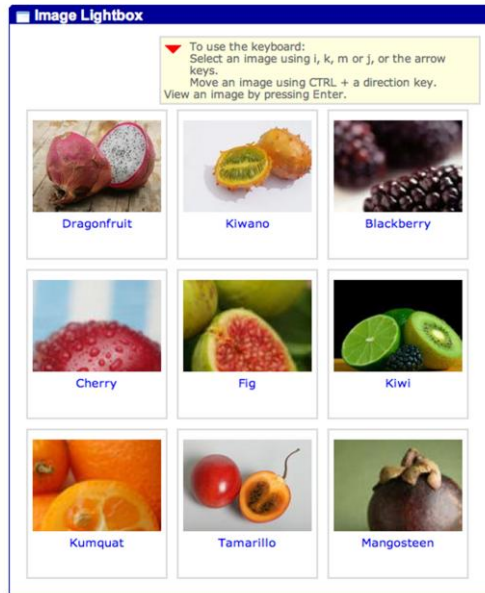 Image Lightbox
To use the keyboard:
Select an image using i, k, m or j, or the arrow
keys.
Move an image using CTRL + a direction key.
View an image by pressing Enter.
Dragonfruit
Kiwano
Blackberry
Cherry
Fig
Kiwi
Kumquat
Tamarillo
Mangosteen